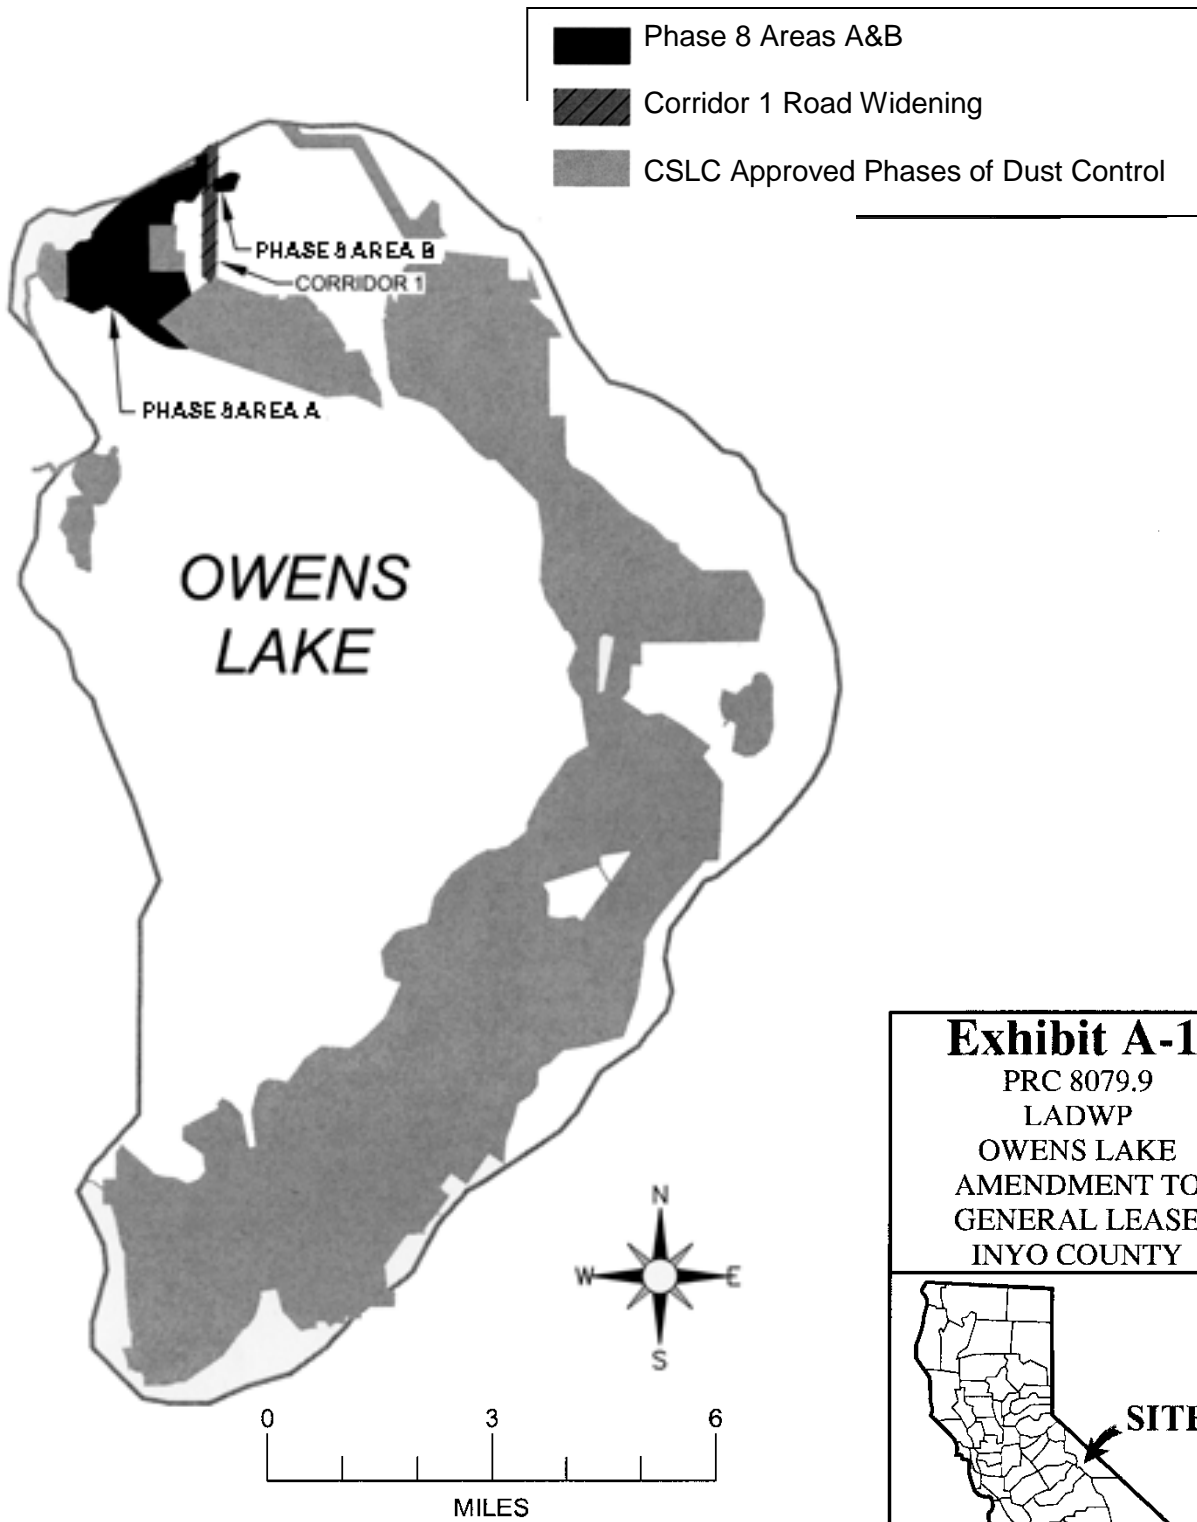 Phase 8 Areas A&B
Corridor 1 Road Widening
CSLC Approved Phases of Dust Control
PHASE 8 AREA B
CORRIDOR 1
PHASE 8 AREA A
OWENS
LAKE
N
W E
S
0 3 6
MILES
Exhibit A-1
PRC 8079.9
LADWP
OWENS LAKE
AMENDMENT TO
GENERAL LEASE
INYO COUNTY
SITE